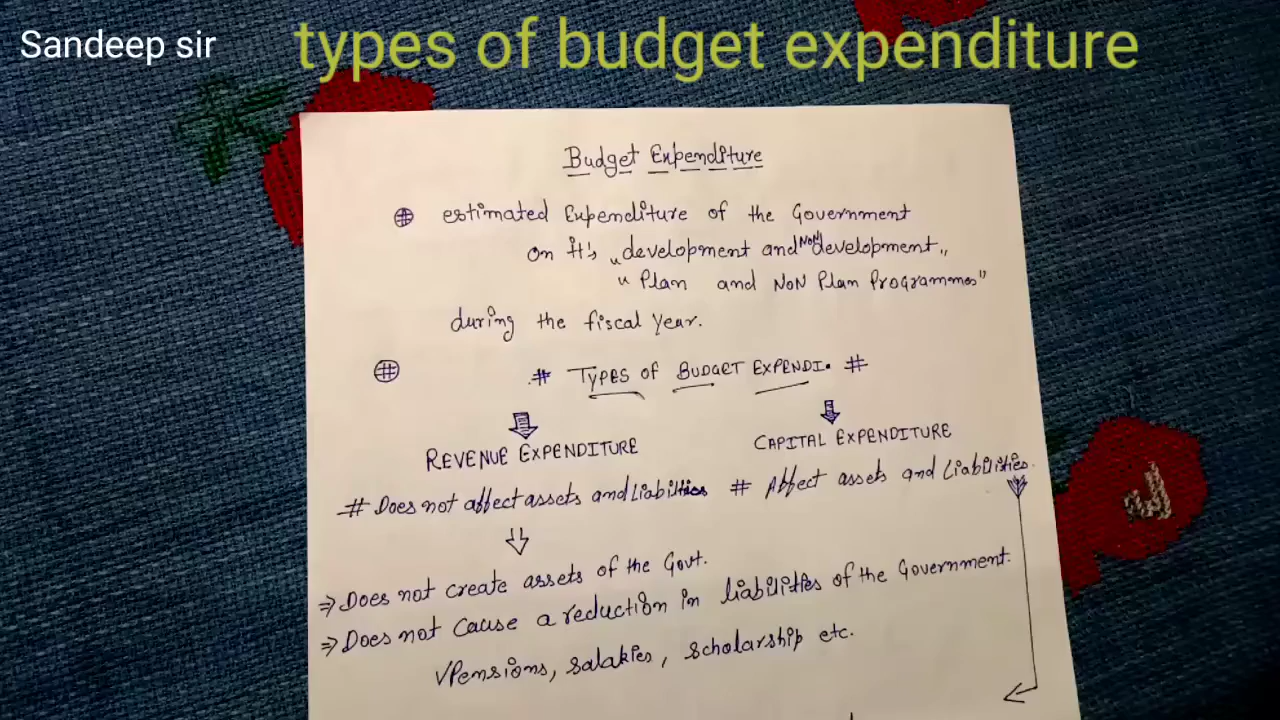 Sandeep sir
types of budget expenditure
Budget Expenditure
estimated Expenditure of the Government
on It's „development and NON development„
" Plan and NON Plan Programmes"
during the fiscal year.
# TYPES of BUDGET EXPENDI. #
REVENUE EXPENDITURE
CAPITAL EXPENDITURE
# Does not affect assets and Liabilities
# Affect assets and Liabilities.
⇒ Does not create assets of the Govt.
⇒ Does not cause a reduction in liabilities of the Government.
√Pensions, salaries, scholarship etc.